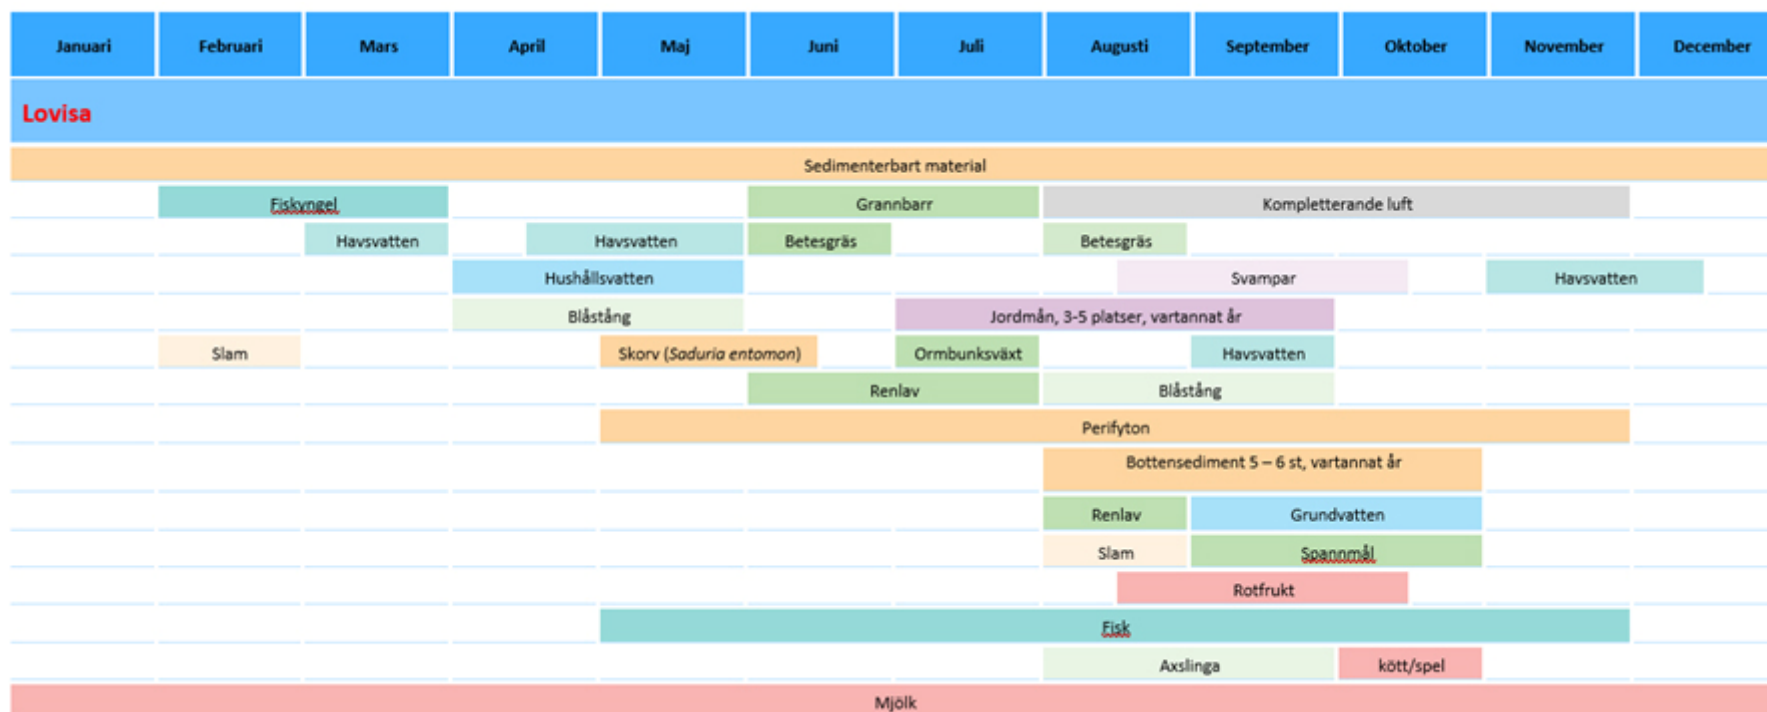 Januari Februari Mars April Maj Juni Juli Augusti September Oktober November December
Lovisa
Sedimenterbart material
Fiskyngel Grannbarr Kompletterande luft
Havsvatten Havsvatten Betesgräs Betesgräs
Hushållsvatten Svampar Havsvatten
Blåstång Jordmån, 3-5 platser, vartannat år
Slam Skorv (Saduria entomon) Ormbunksväxt Havsvatten
Renlav Blåstång
Perifyton
Bottensediment 5 – 6 st, vartannat år
Renlav Grundvatten
Slam Spannmål
Rotfrukt
Fisk
Axslinga kött/spel
Mjölk